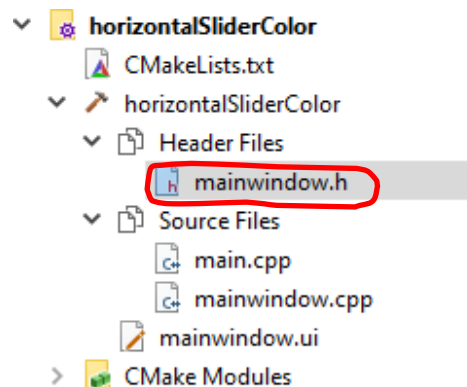 horizontalSliderColor
CMakeLists.txt
horizontalSliderColor
Header Files
h mainwindow.h
Source Files
c++ main.cpp
c++ mainwindow.cpp
mainwindow.ui
CMake Modules